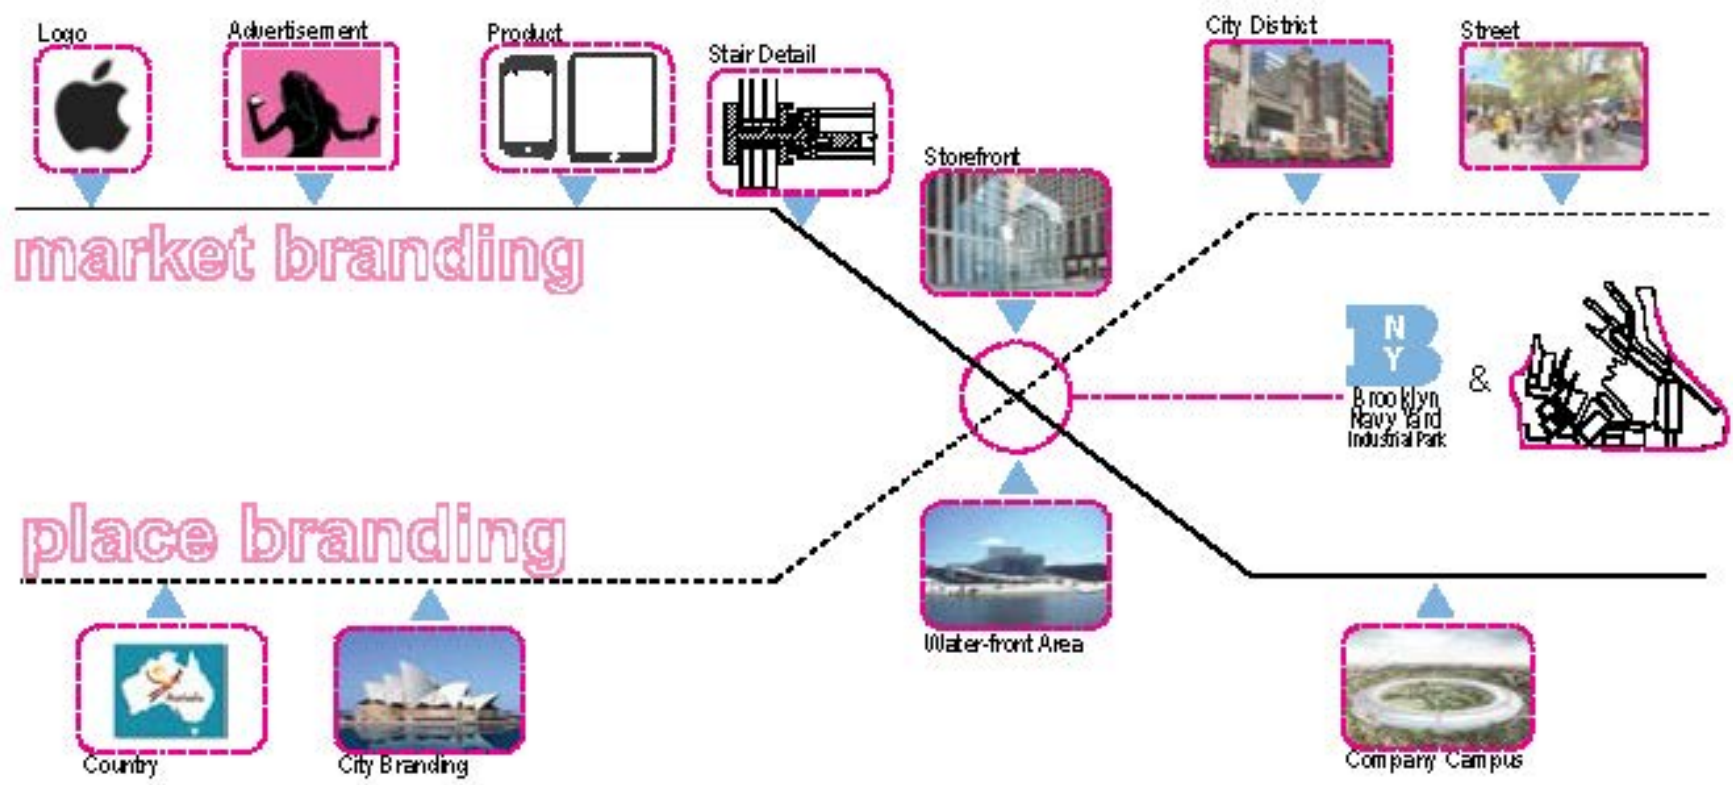 Logo
Advertisement
Product
Stair Detail
Storefront
City District
Street
market branding
N
Y
B
&
Brooklyn
Navy Yard
Industrial Park
place branding
Australia
Country
City Branding
Water-front Area
Company Campus